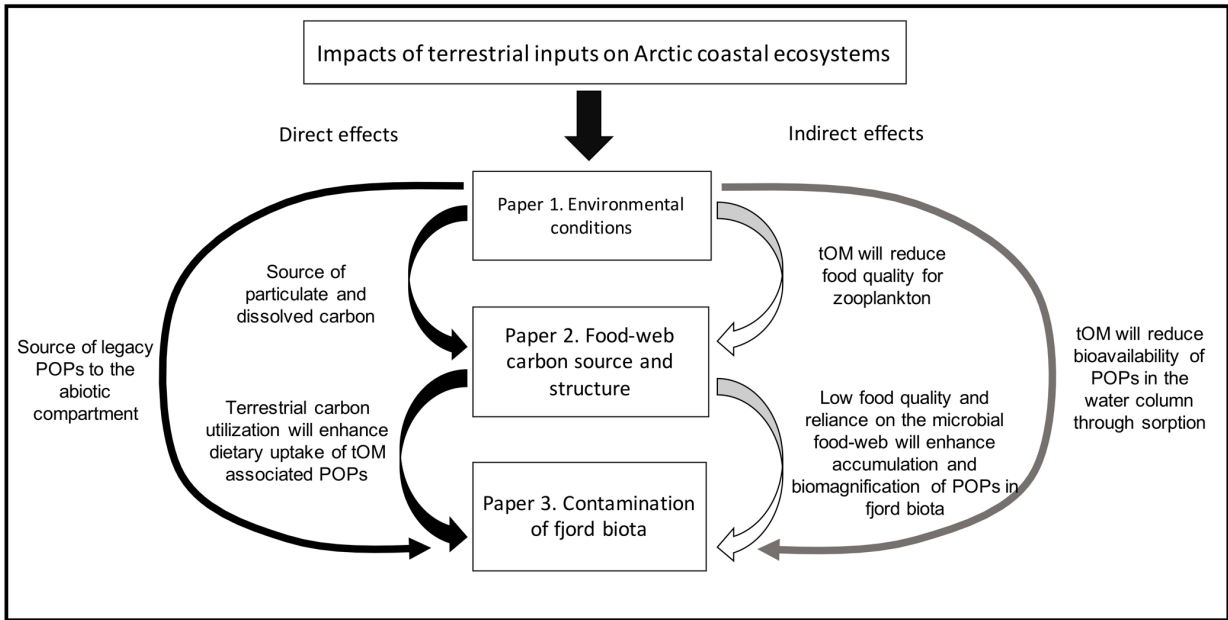 Impacts of terrestrial inputs on Arctic coastal ecosystems
Direct effects
Indirect effects
Paper 1. Environmental
conditions
Source of
particulate and
dissolved carbon
tOM will reduce
food quality for
zooplankton
Paper 2. Food-web
carbon source and
structure
Source of legacy
POPs to the
abiotic
compartment
tOM will reduce
bioavailability of
POPs in the
water column
through sorption
Terrestrial carbon
utilization will enhance
dietary uptake of tOM
associated POPs
Low food quality and
reliance on the microbial
food-web will enhance
accumulation and
biomagnification of POPs in
fjord biota
Paper 3. Contamination
of fjord biota